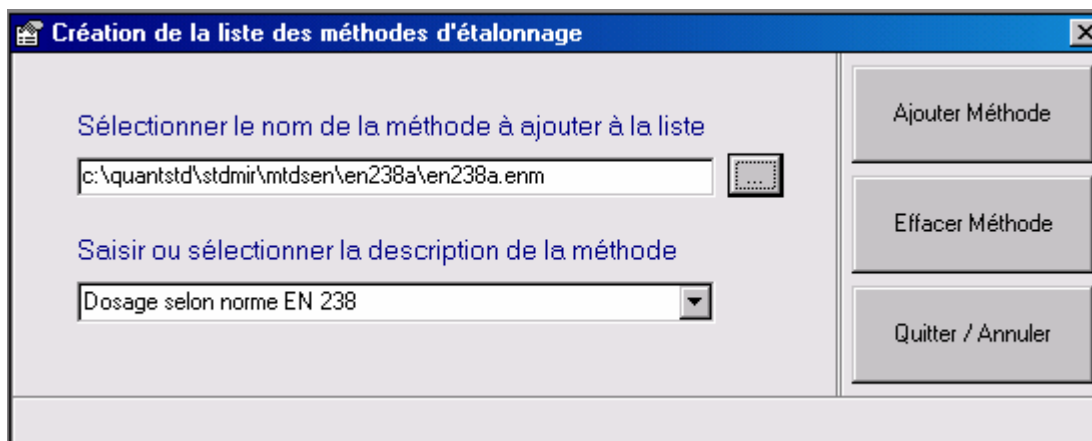 Création de la liste des méthodes d'étalonnage
Sélectionner le nom de la méthode à ajouter à la liste
c:\quantstd\stdmir\mtdsen\en238a\en238a.enm
...
Saisir ou sélectionner la description de la méthode
Dosage selon norme EN 238
Ajouter Méthode
Effacer Méthode
Quitter / Annuler